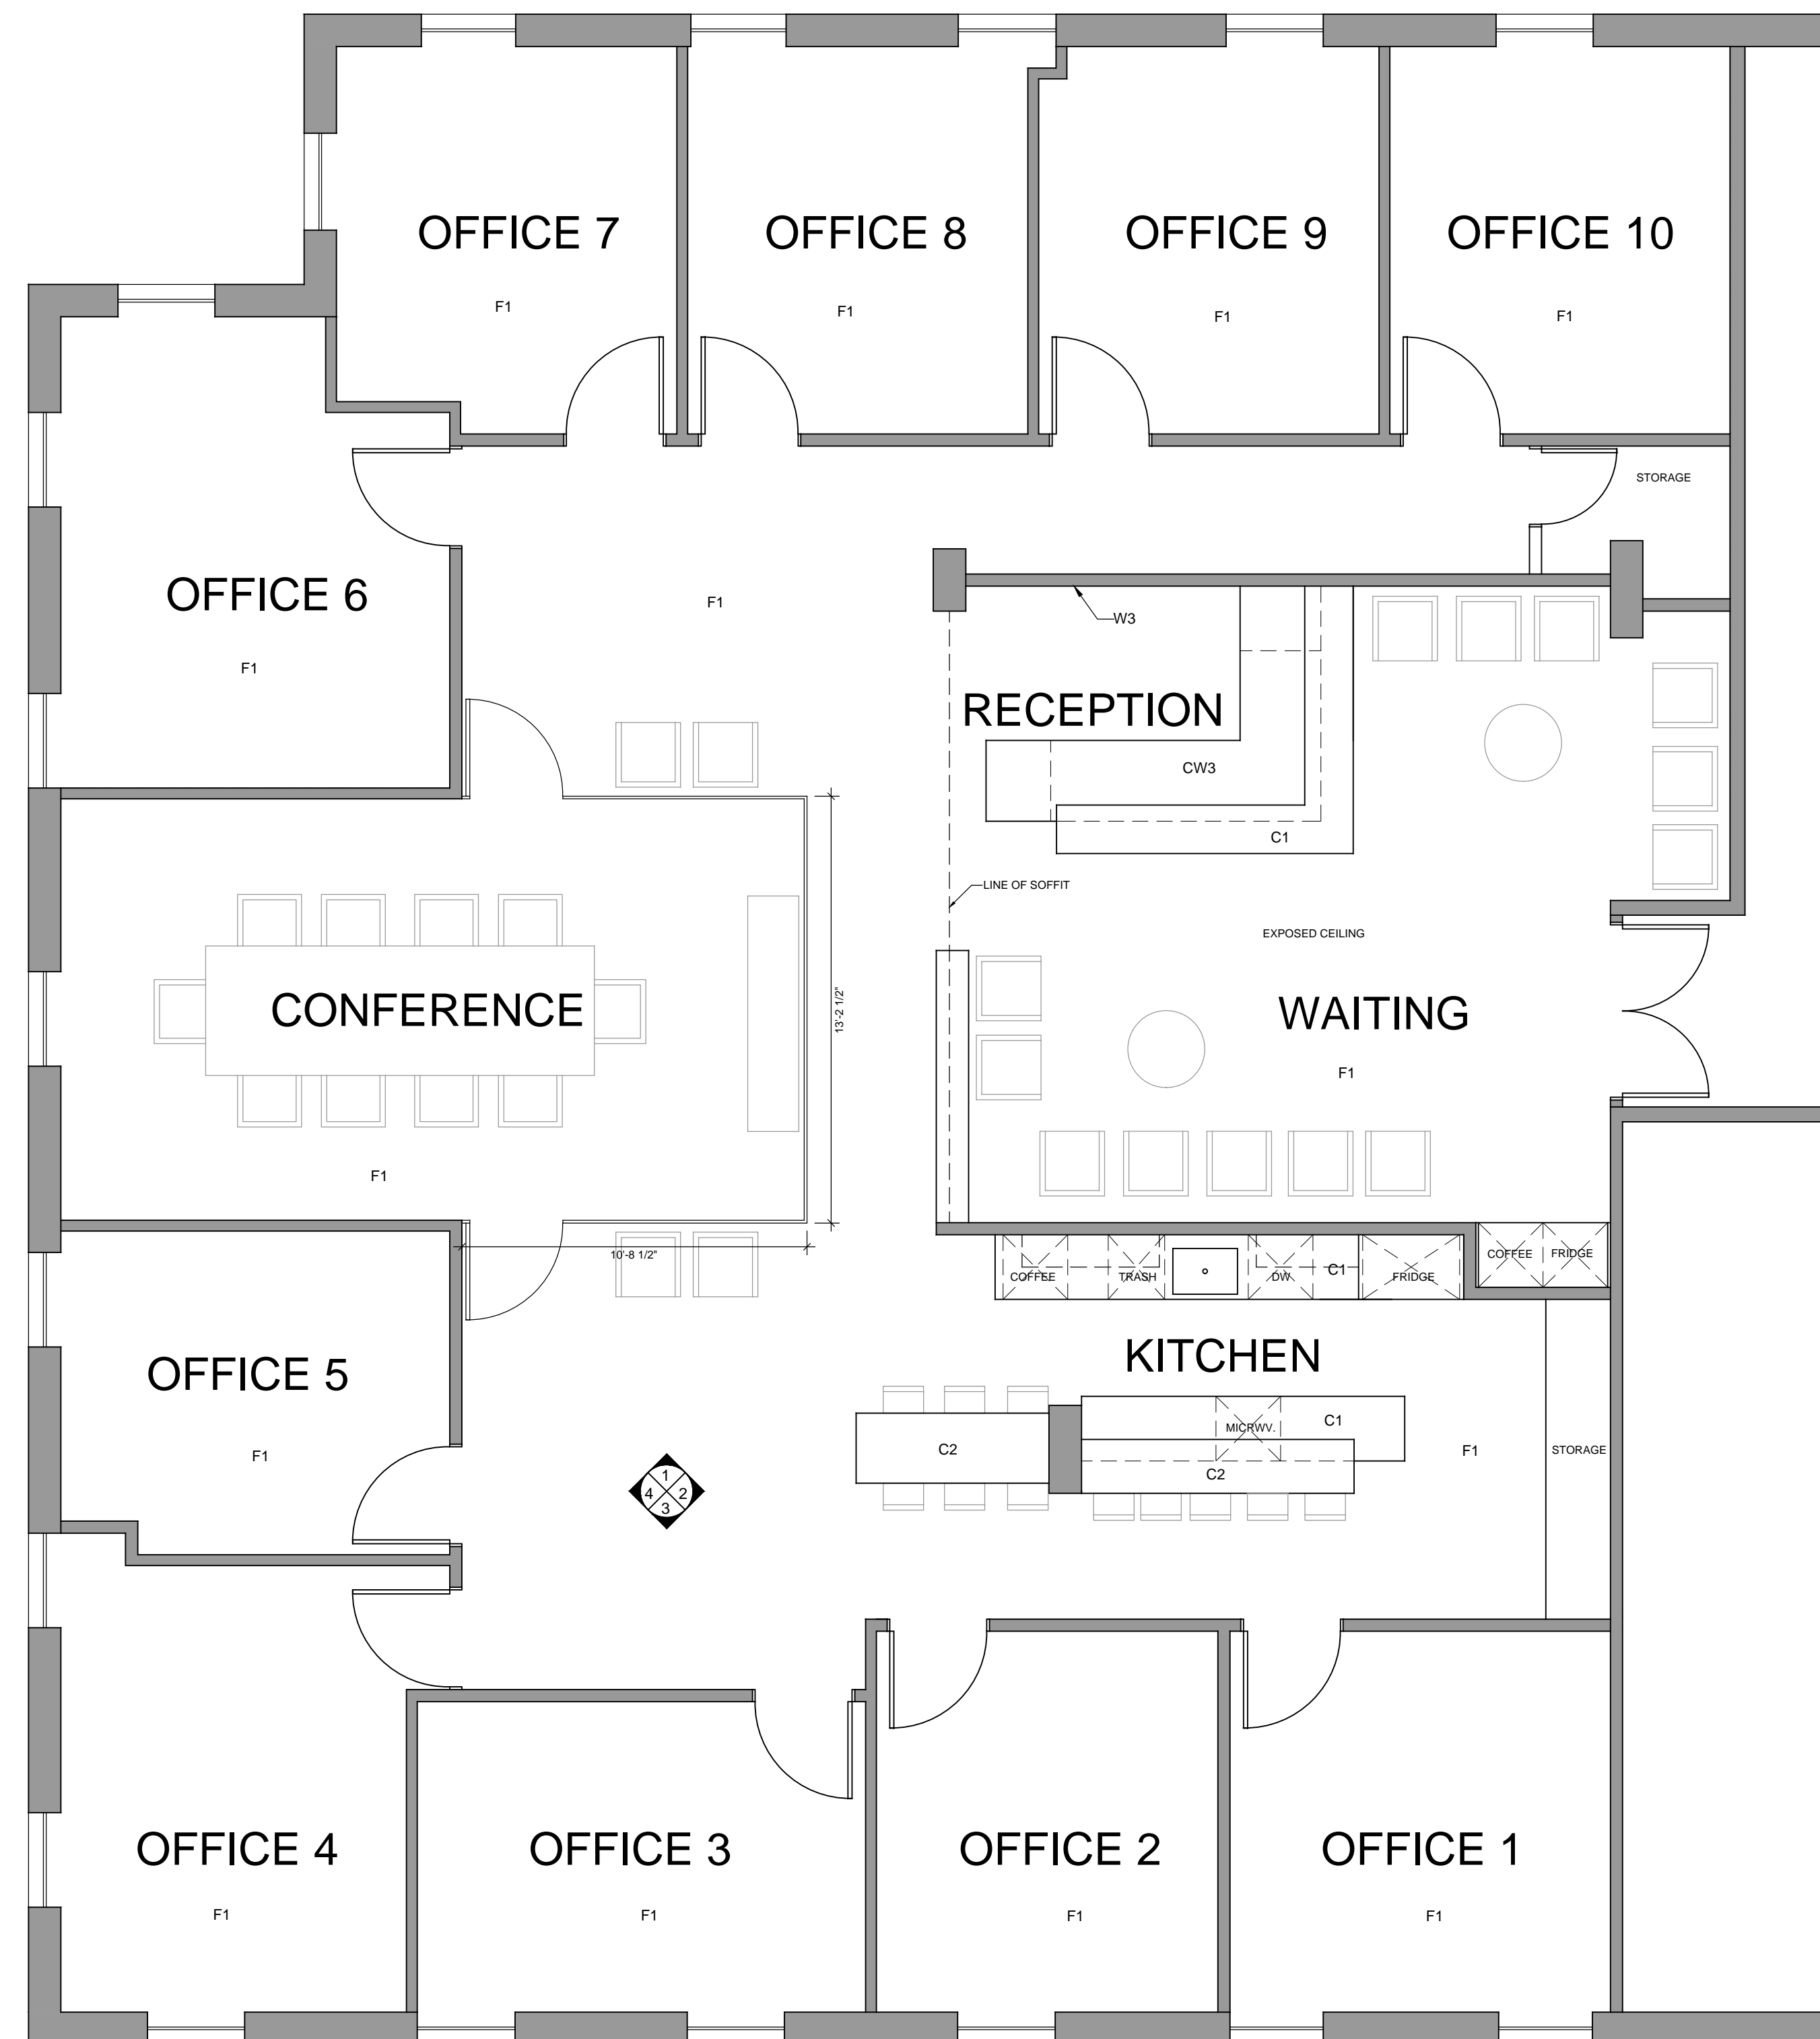 OFFICE 7
OFFICE 8
OFFICE 9
OFFICE 10
F1
F1
F1
F1
STORAGE
OFFICE 6
F1
F1
W3
RECEPTION
CW3
C1
LINE OF SOFFIT
EXPOSED CEILING
CONFERENCE
13'-2 1/2"
WAITING
F1
F1
10'-8 1/2"
COFFEE
TRASH
DW
C1
FRIDGE
COFFEE
FRIDGE
KITCHEN
OFFICE 5
F1
C2
MICRWV.
C1
C2
F1
STORAGE
1
4
2
3
OFFICE 4
OFFICE 3
OFFICE 2
OFFICE 1
F1
F1
F1
F1